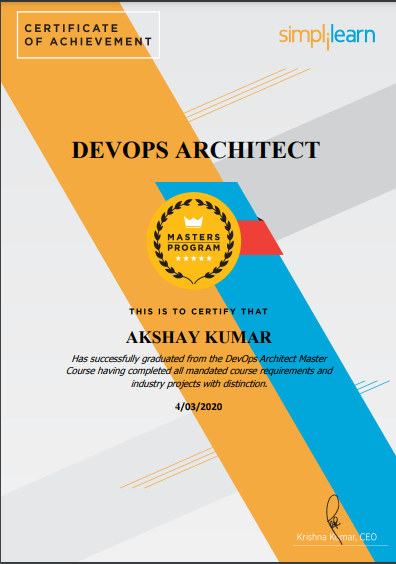 CERTIFICATE
OF ACHIEVEMENT
simplilearn
DEVOPS ARCHITECT
MASTERS
PROGRAM
THIS IS TO CERTIFY THAT
AKSHAY KUMAR
Has successfully graduated from the DevOps Architect Master
Course having completed all mandated course requirements and
industry projects with distinction.
4/03/2020
Krishna Kumar, CEO